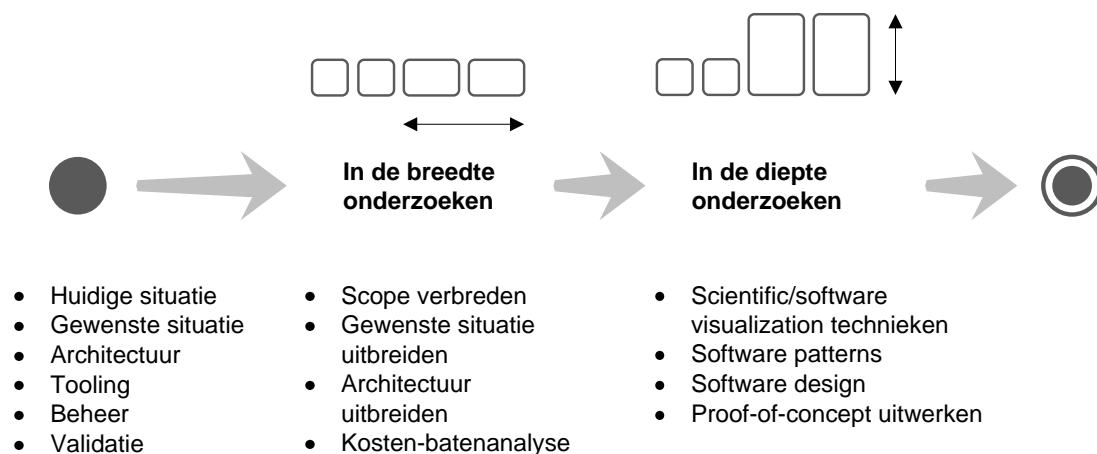 In de breedte
onderzoeken
In de diepte
onderzoeken
• Huidige situatie
• Gewenste situatie
• Architectuur
• Tooling
• Beheer
• Validatie
• Scope verbreden
• Gewenste situatie
uitbreiden
• Architectuur
uitbreiden
• Kosten-batenanalyse
• Scientific/software
visualization technieken
• Software patterns
• Software design
• Proof-of-concept uitwerken